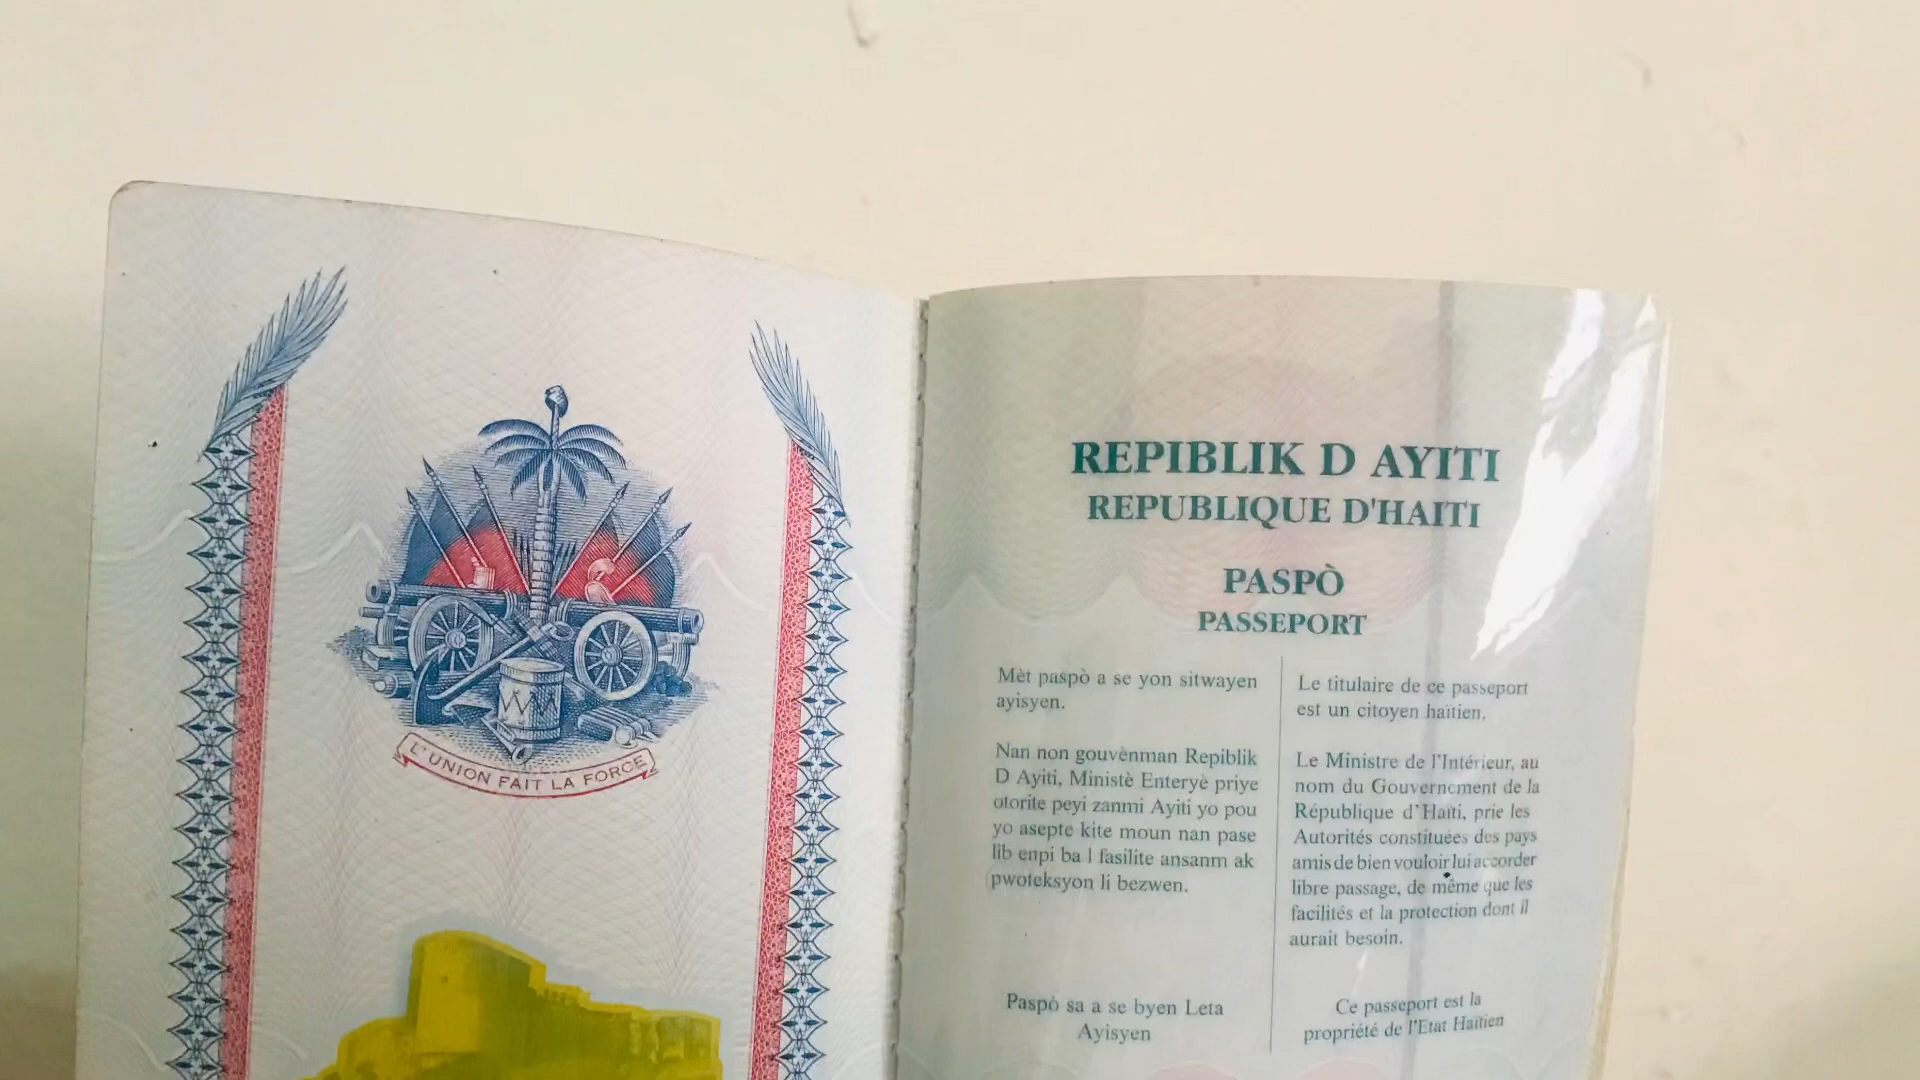 L'UNION FAIT LA FORCE
REPIBLIK D AYITI
REPUBLIQUE D'HAITI
PASPÒ
PASSEPORT
Mèt paspò a se yon sitwayen
ayisyen.
Nan non gouvènman Repiblik
D Ayiti, Ministè Enteryè priye
otorite peyi zanmi Ayiti yo pou
yo asepte kite moun nan pase
lib enpi ba l fasilite ansanm ak
pwoteksyon li bezwen.
Paspò sa a se byen Leta
Ayisyen
Le titulaire de ce passeport
est un citoyen haïtien.
Le Ministre de l'Intérieur, au
nom du Gouvernement de la
République d'Haïti, prie les
Autorités constituées des pays
amis de bien vouloir lui accorder
libre passage, de même que les
facilités et la protection dont il
aurait besoin.
Ce passeport est la
propriété de l'Etat Haïtien